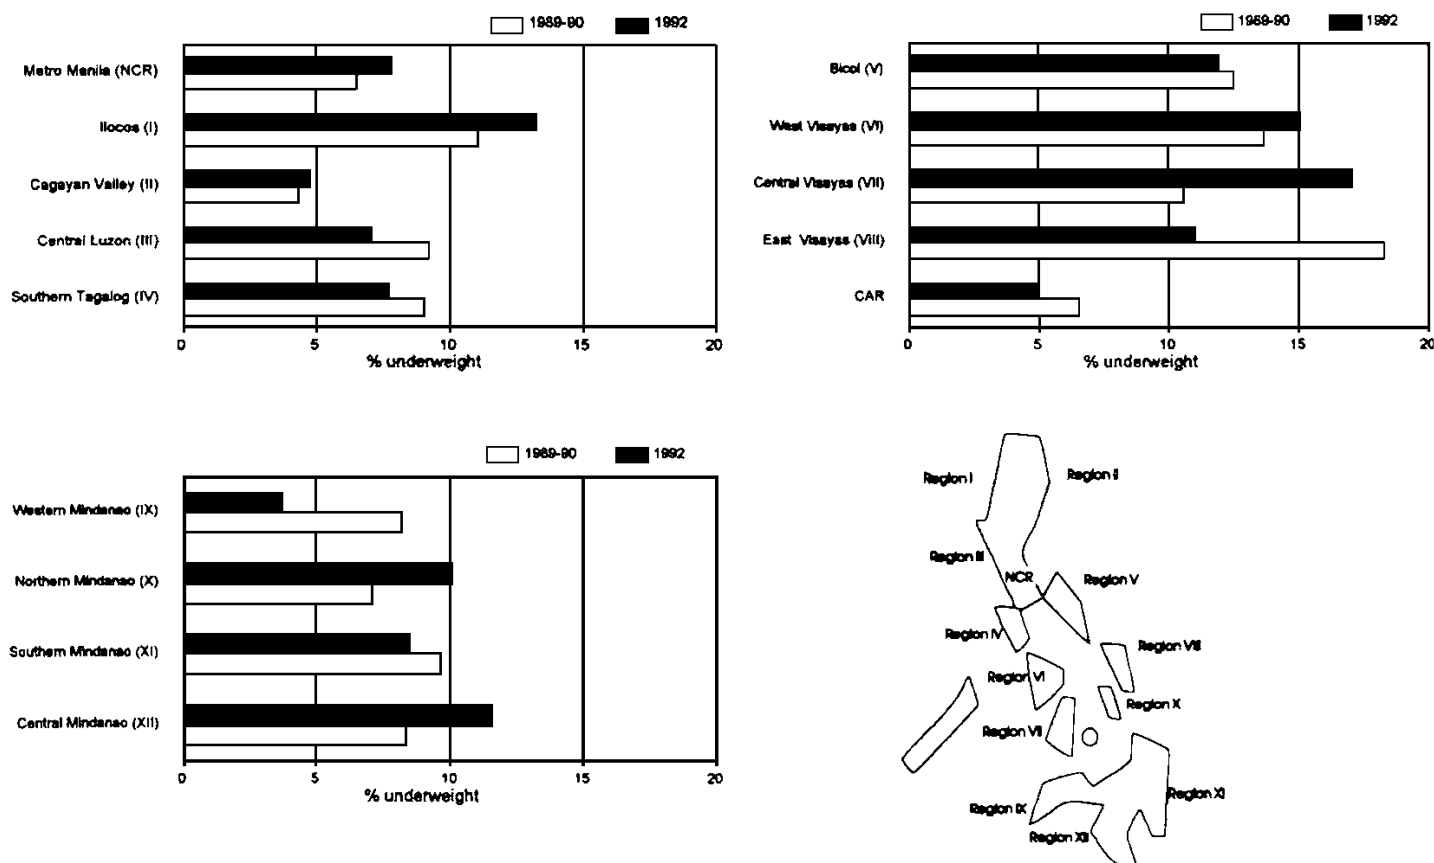 1989-90 1992
Metro Manila (NCR)
Ilocos (I)
Cagayan Valley (II)
Central Luzon (III)
Southern Tagalog (IV)
0 5 10 15 20
% underweight
1989-90 1992
Bicol (V)
West Visayas (VI)
Central Visayas (VII)
East Visayas (VIII)
CAR
0 5 10 15 20
% underweight
1989-90 1992
Western Mindanao (IX)
Northern Mindanao (X)
Southern Mindanao (XI)
Central Mindanao (XII)
0 5 10 15 20
% underweight
Region I
Region II
Region III
NCR
Region V
Region IV
Region VIII
Region VI
Region X
Region VII
Region XI
Region IX
Region XII